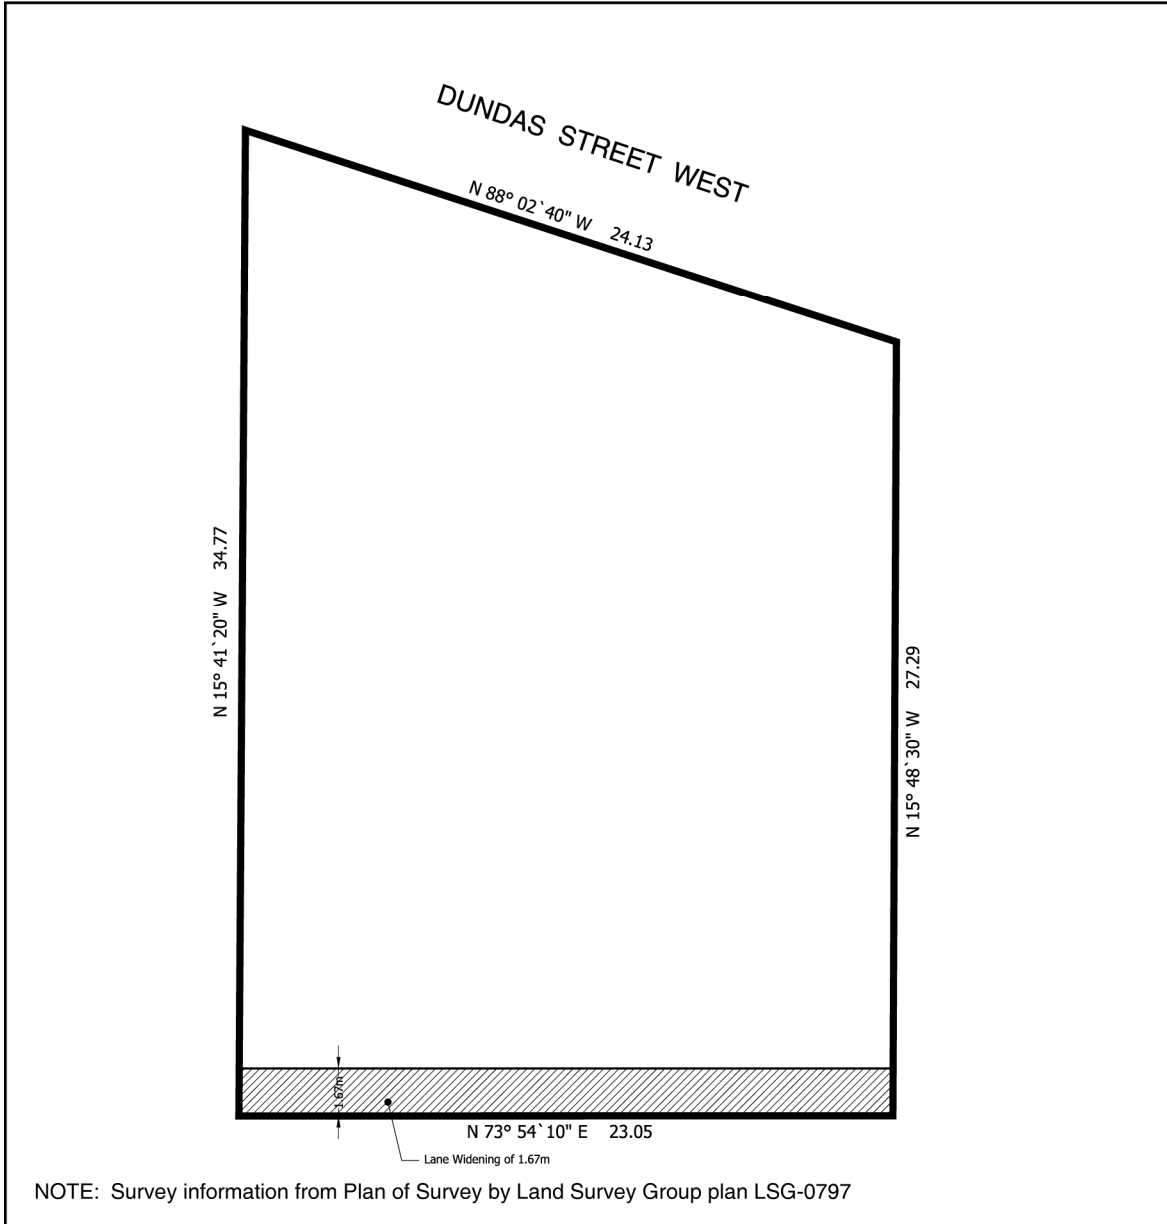 DUNDAS STREET WEST
N 88° 02`40" W 24.13
N 15° 41`20" W 34.77
N 15° 48`30" W 27.29
1.67m
N 73° 54`10" E 23.05
Lane Widening of 1.67m
NOTE: Survey information from Plan of Survey by Land Survey Group plan LSG-0797